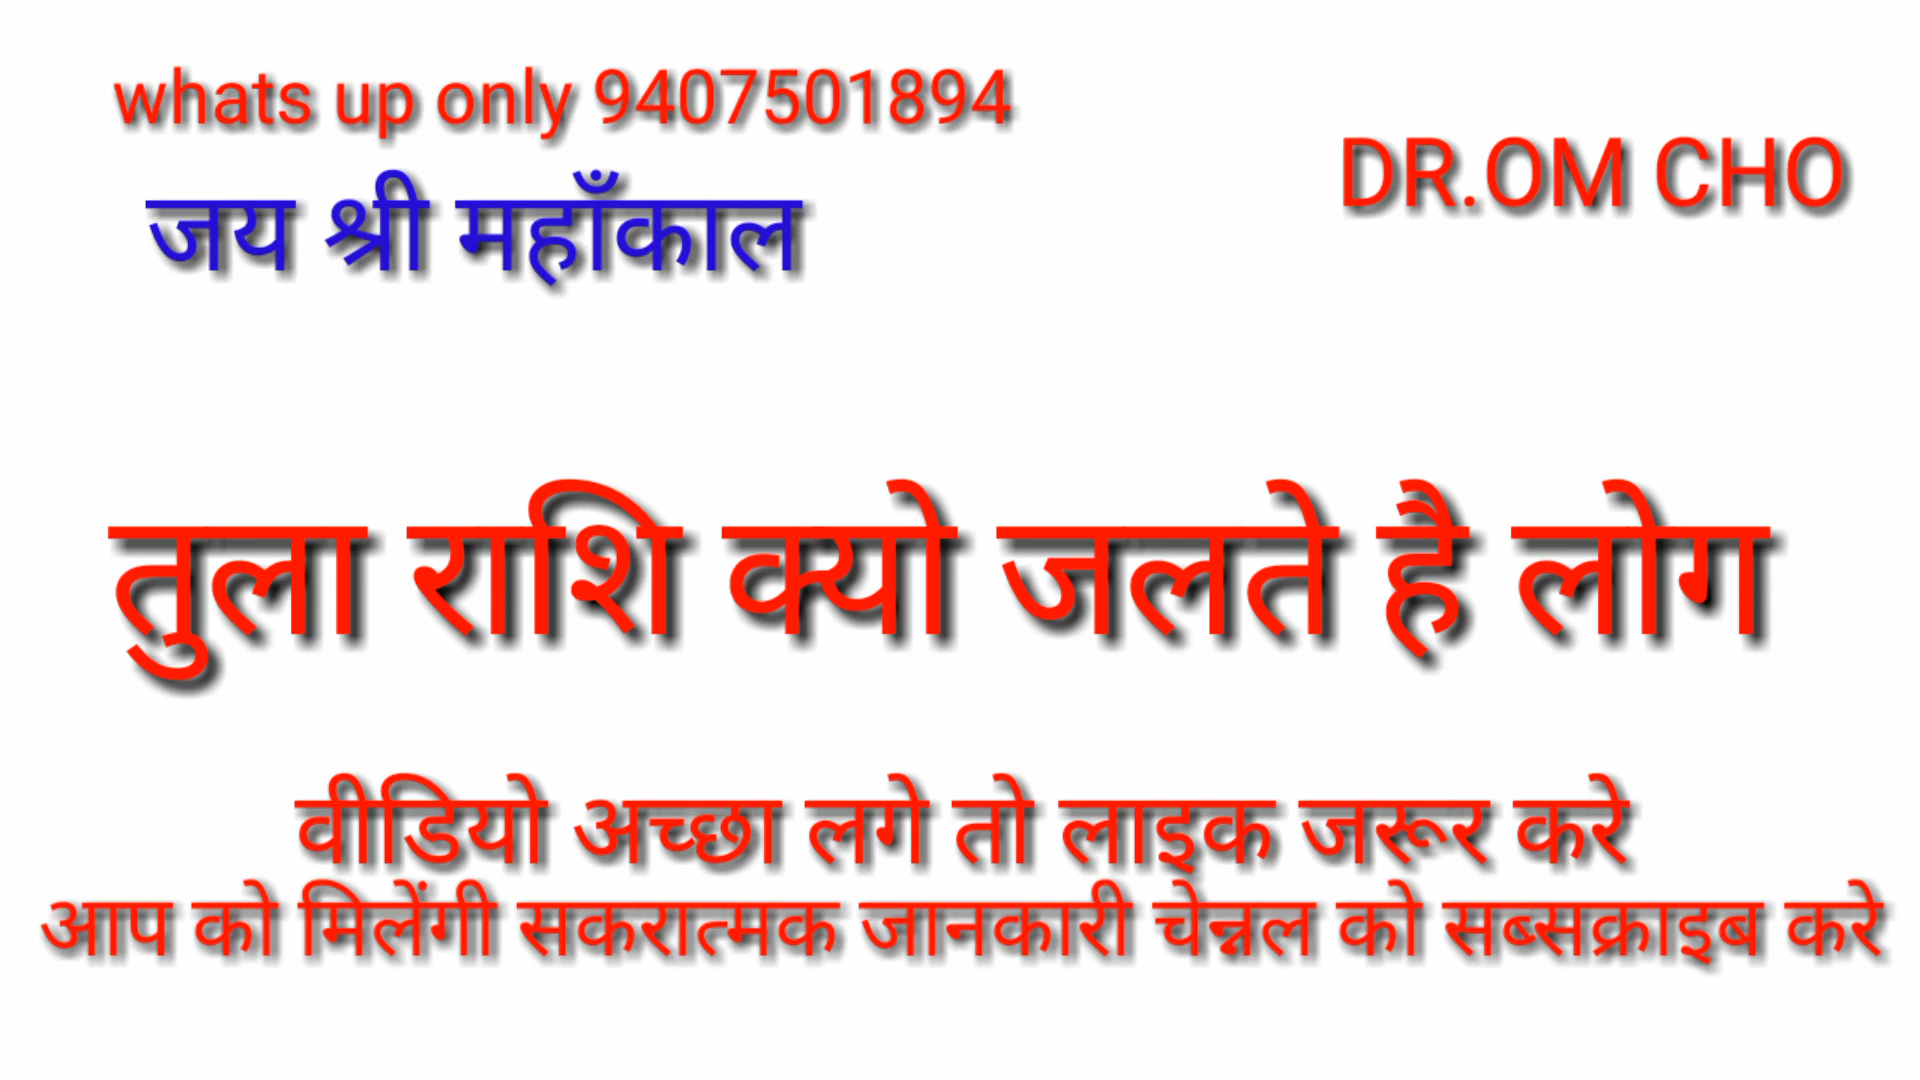 whats up only 9407501894
DR.OM CHO
जय श्री महाँकाल
तुला राशि क्यो जलते है लोग
वीडियो अच्छा लगे तो लाइक जरूर करे
आप को मिलेंगी सकरात्मक जानकारी चेन्नल को सब्सक्राइब करे